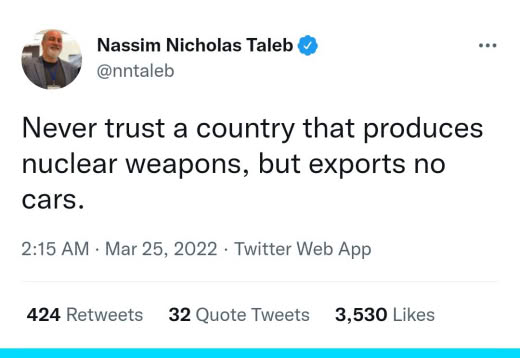 Nassim Nicholas Taleb
@nntaleb
Never trust a country that produces
nuclear weapons, but exports no
cars.
2:15 AM · Mar 25, 2022 · Twitter Web App
424 Retweets 32 Quote Tweets 3,530 Likes